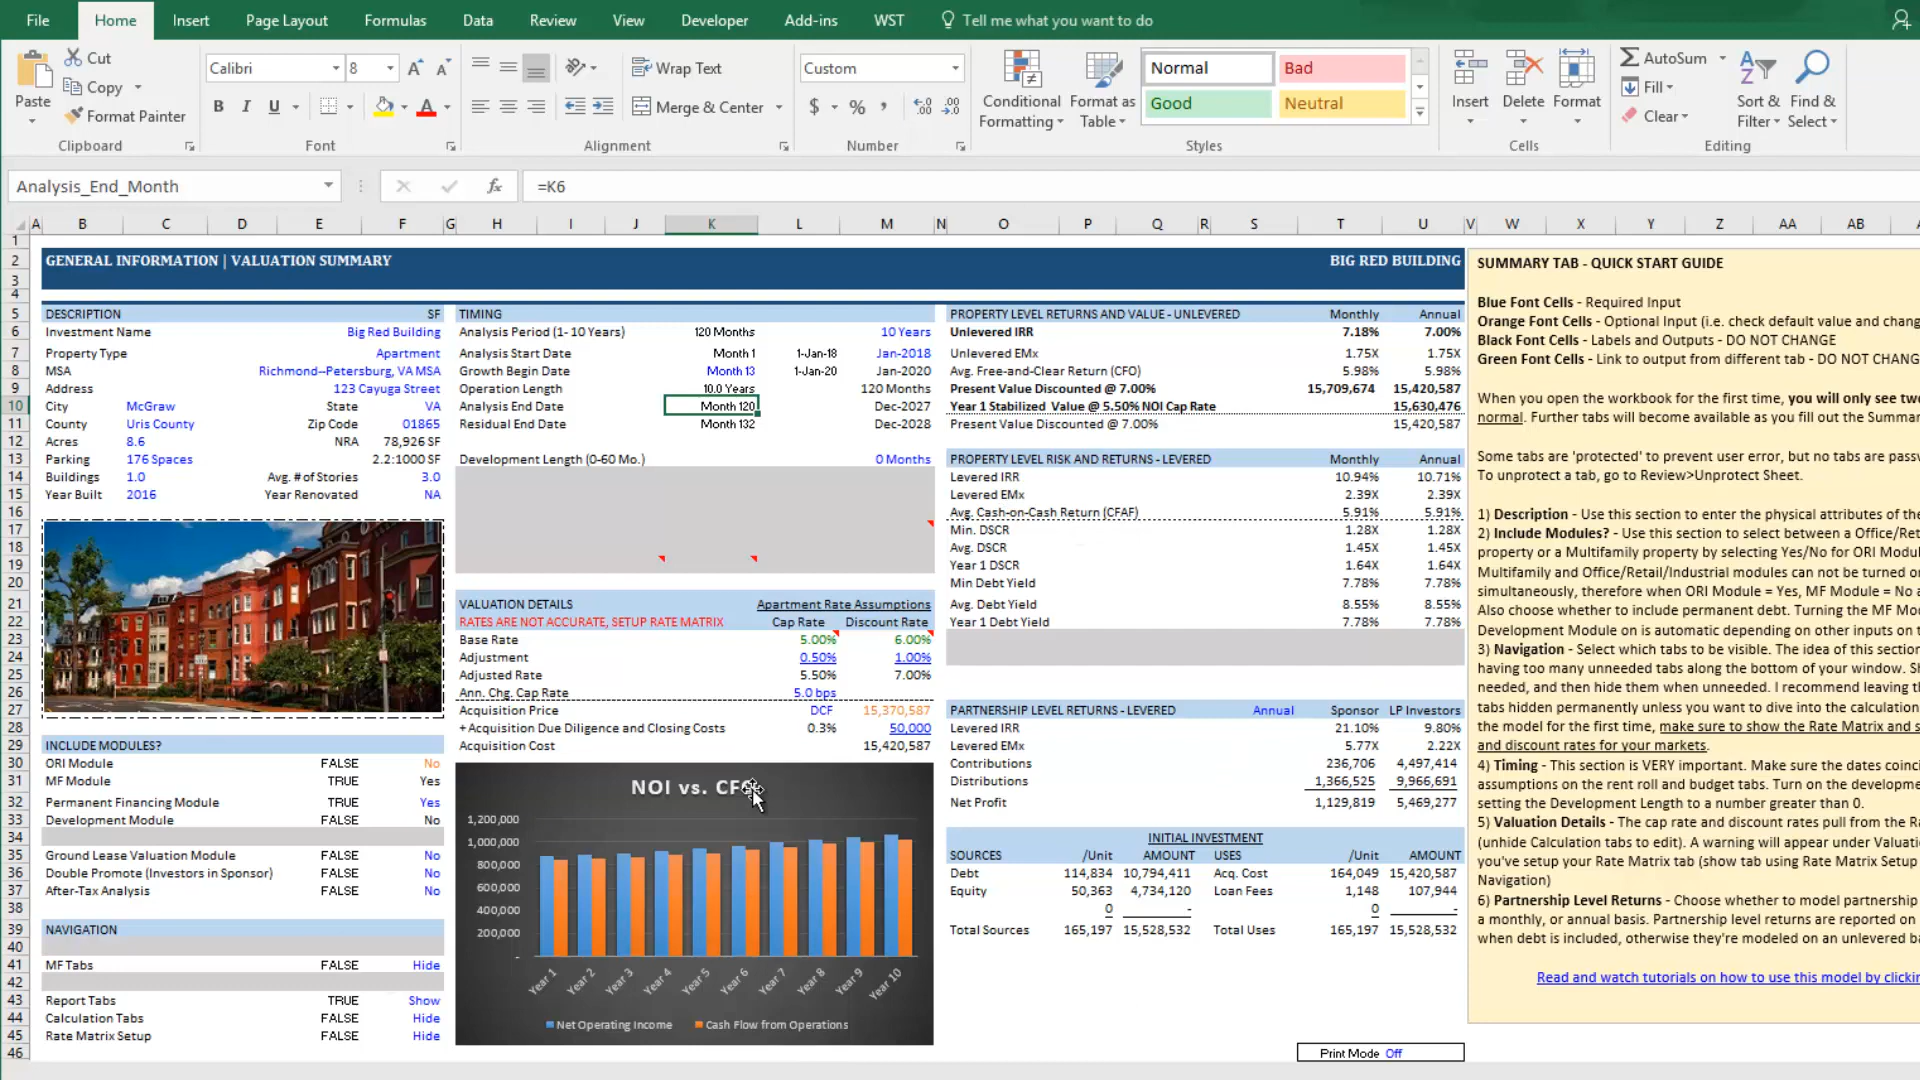 File Home Insert Page Layout Formulas Data Review View Developer Add-ins WST Tell me what you want to do
Paste Cut Copy Format Painter Clipboard
Calibri 8 B I U Font
Wrap Text Merge & Center Alignment
Custom $ % Number
Conditional Formatting Format as Table
Normal Bad Good Neutral Styles
Insert Delete Format Cells
AutoSum Fill Clear Sort & Filter Find & Select Editing
Analysis_End_Month fx =K6
A B C D E F G H I J K L M N O P Q R S T U V W X Y Z AA AB
GENERAL INFORMATION | VALUATION SUMMARY BIG RED BUILDING
DESCRIPTION SF
Investment Name Big Red Building
Property Type Apartment
MSA Richmond--Petersburg, VA MSA
Address 123 Cayuga Street
City McGraw State VA
County Uris County Zip Code 01865
Acres 8.6 NRA 78,926 SF
Parking 176 Spaces 2.2:1000 SF
Buildings 1.0 Avg. # of Stories 3.0
Year Built 2016 Year Renovated NA
INCLUDE MODULES?
ORI Module FALSE No
MF Module TRUE Yes
Permanent Financing Module TRUE Yes
Development Module FALSE No
Ground Lease Valuation Module FALSE No
Double Promote (Investors in Sponsor) FALSE No
After-Tax Analysis FALSE No
NAVIGATION
MF Tabs FALSE Hide
Report Tabs TRUE Show
Calculation Tabs FALSE Hide
Rate Matrix Setup FALSE Hide
TIMING
Analysis Period (1- 10 Years) 120 Months 10 Years
Analysis Start Date Month 1 1-Jan-18 Jan-2018
Growth Begin Date Month 13 1-Jan-20 Jan-2020
Operation Length 10.0 Years 120 Months
Analysis End Date Month 120 Dec-2027
Residual End Date Month 132 Dec-2028
Development Length (0-60 Mo.) 0 Months
VALUATION DETAILS Apartment Rate Assumptions
RATES ARE NOT ACCURATE, SETUP RATE MATRIX Cap Rate Discount Rate
Base Rate 5.00% 6.00%
Adjustment 0.50% 1.00%
Adjusted Rate 5.50% 7.00%
Ann. Chg. Cap Rate 5.0 bps
Acquisition Price DCF 15,370,587
+ Acquisition Due Diligence and Closing Costs 0.3% 50,000
Acquisition Cost 15,420,587
NOI vs. CF
1,200,000
1,000,000
800,000
600,000
400,000
200,000
-
Year 1 Year 2 Year 3 Year 4 Year 5 Year 6 Year 7 Year 8 Year 9 Year 10
Net Operating Income Cash Flow from Operations
PROPERTY LEVEL RETURNS AND VALUE - UNLEVERED Monthly Annual
Unlevered IRR 7.18% 7.00%
Unlevered EMx 1.75X 1.75X
Avg. Free-and-Clear Return (CFO) 5.98% 5.98%
Present Value Discounted @ 7.00% 15,709,674 15,420,587
Year 1 Stabilized Value @ 5.50% NOI Cap Rate 15,630,476
Present Value Discounted @ 7.00% 15,420,587
PROPERTY LEVEL RISK AND RETURNS - LEVERED Monthly Annual
Levered IRR 10.94% 10.71%
Levered EMx 2.39X 2.39X
Avg. Cash-on-Cash Return (CFAF) 5.91% 5.91%
Min. DSCR 1.28X 1.28X
Avg. DSCR 1.45X 1.45X
Year 1 DSCR 1.64X 1.64X
Min Debt Yield 7.78% 7.78%
Avg. Debt Yield 8.55% 8.55%
Year 1 Debt Yield 7.78% 7.78%
PARTNERSHIP LEVEL RETURNS - LEVERED Annual Sponsor LP Investors
Levered IRR 21.10% 9.80%
Levered EMx 5.77X 2.22X
Contributions 236,706 4,497,414
Distributions 1,366,525 9,966,691
Net Profit 1,129,819 5,469,277
INITIAL INVESTMENT
SOURCES /Unit AMOUNT USES /Unit AMOUNT
Debt 114,834 10,794,411 Acq. Cost 164,049 15,420,587
Equity 50,363 4,734,120 Loan Fees 1,148 107,944
0 - 0 -
Total Sources 165,197 15,528,532 Total Uses 165,197 15,528,532
Print Mode Off
SUMMARY TAB - QUICK START GUIDE
Blue Font Cells - Required Input
Orange Font Cells - Optional Input (i.e. check default value and chang
Black Font Cells - Labels and Outputs - DO NOT CHANGE
Green Font Cells - Link to output from different tab - DO NOT CHANG
When you open the workbook for the first time, you will only see two
normal. Further tabs will become available as you fill out the Summar
Some tabs are 'protected' to prevent user error, but no tabs are passw
To unprotect a tab, go to Review>Unprotect Sheet.
1) Description - Use this section to enter the physical attributes of the
2) Include Modules? - Use this section to select between a Office/Ret
property or a Multifamily property by selecting Yes/No for ORI Modul
Multifamily and Office/Retail/Industrial modules can not be turned o
simultaneously, therefore when ORI Module = Yes, MF Module = No a
Also choose whether to include permanent debt. Turning the MF Mo
Development Module on is automatic depending on other inputs on t
3) Navigation - Select which tabs to be visible. The idea of this section
having too many unneeded tabs along the bottom of your window. Sh
needed, and then hide them when unneeded. I recommend leaving th
tabs hidden permanently unless you want to dive into the calculation
the model for the first time, make sure to show the Rate Matrix and s
and discount rates for your markets.
4) Timing - This section is VERY important. Make sure the dates coinci
assumptions on the rent roll and budget tabs. Turn on the developme
setting the Development Length to a number greater than 0.
5) Valuation Details - The cap rate and discount rates pull from the Ra
(unhide Calculation tabs to edit). A warning will appear under Valuati
you've setup your Rate Matrix tab (show tab using Rate Matrix Setup
Navigation)
6) Partnership Level Returns - Choose whether to model partnership
a monthly, or annual basis. Partnership level returns are reported on
when debt is included, otherwise they're modeled on an unlevered ba
Read and watch tutorials on how to use this model by clickin